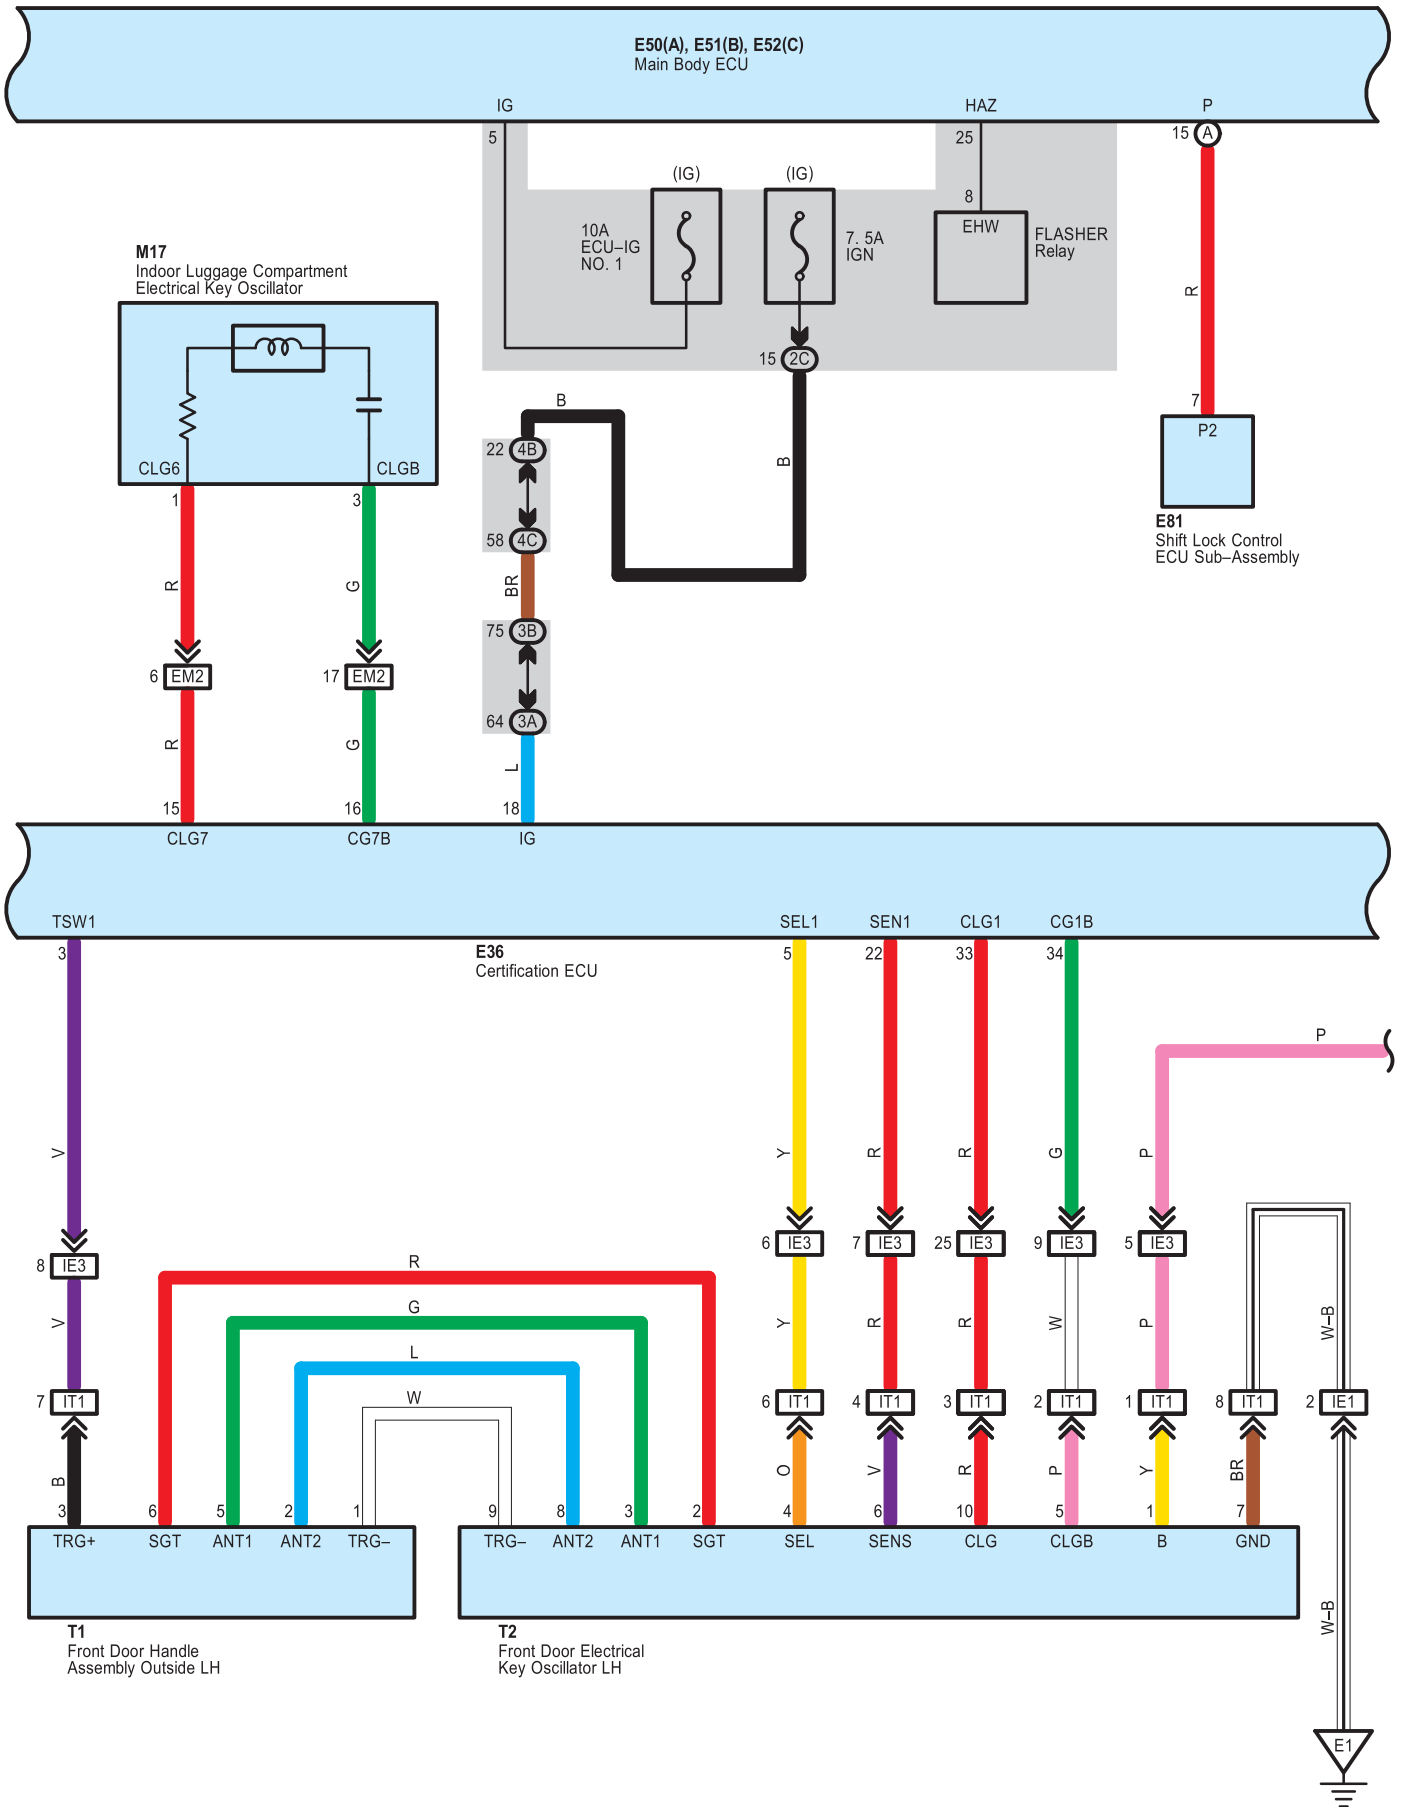 E50(A), E51(B), E52(C)
Main Body ECU
IG
HAZ
P
5
25
15
A
(IG)
(IG)
8
10A
ECU–IG
NO. 1
7. 5A
IGN
EHW
FLASHER
Relay
M17
Indoor Luggage Compartment
Electrical Key Oscillator
R
15
2C
B
7
P2
CLG6
CLGB
22
4B
B
1
3
E81
Shift Lock Control
ECU Sub–Assembly
58
4C
R
G
BR
75
3B
6
EM2
17
EM2
64
3A
R
G
L
15
16
18
CLG7
CG7B
IG
TSW1
SEL1
SEN1
CLG1
CG1B
3
E36
Certification ECU
5
22
33
34
P
V
Y
R
R
G
P
6
IE3
7
IE3
25
IE3
9
IE3
5
IE3
8
IE3
R
G
V
Y
R
R
W
P
W–B
L
W
7
IT1
6
IT1
4
IT1
3
IT1
2
IT1
1
IT1
8
IT1
2
IE1
B
O
V
R
P
Y
BR
3
6
5
2
1
9
8
3
2
4
6
10
5
1
7
TRG+
SGT
ANT1
ANT2
TRG–
TRG–
ANT2
ANT1
SGT
SEL
SENS
CLG
CLGB
B
GND
W–B
T1
Front Door Handle
Assembly Outside LH
T2
Front Door Electrical
Key Oscillator LH
E1